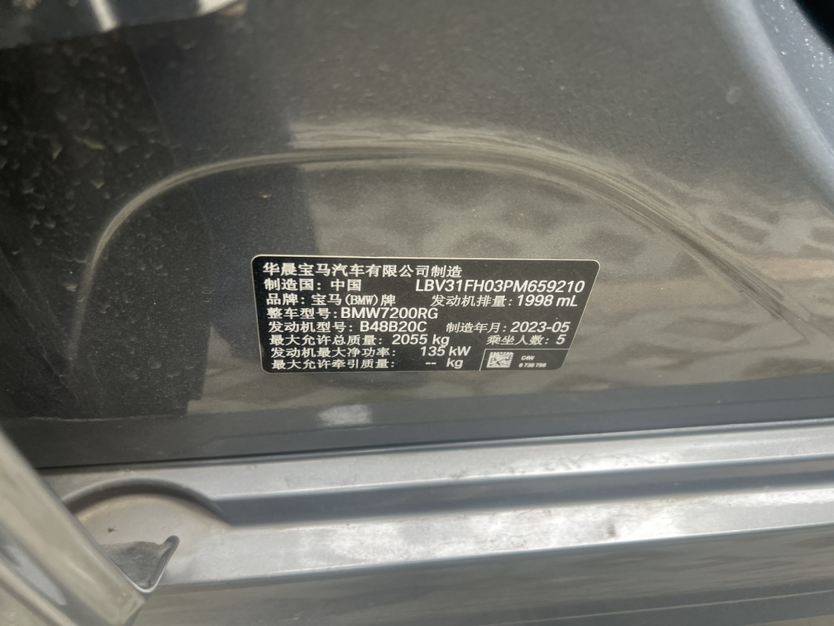 华晨宝马汽车有限公司制造
制造国: 中国 LBV31FH03PM659210
品牌: 宝马(BMW)牌 发动机排量: 1998 mL
整车型号: BMW7200RG
发动机型号: B48B20C 制造年月: 2023-05
最大允许总质量: 2055 kg 乘坐人数: 5
发动机最大净功率: 135 kW
最大允许牵引质量: -- kg